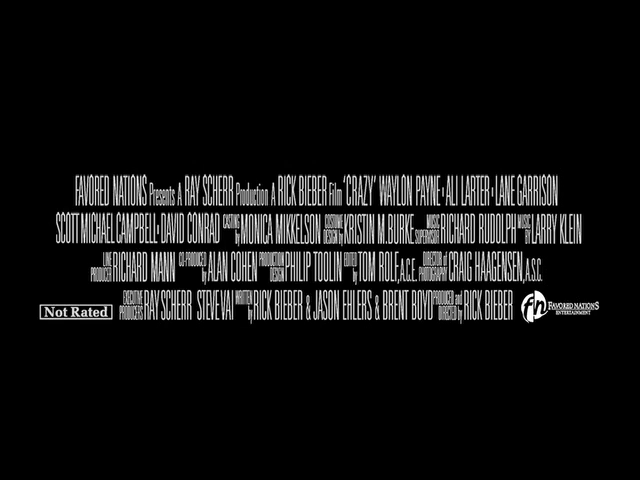 FAVORED NATIONS Presents A RAY SCHERR Production A RICK BIEBER Film 'CRAZY' WAYLON PAYNE · ALI LARTER · LANE GARRISON
SCOTT MICHAEL CAMPBELL · DAVID CONRAD CASTING by MONICA MIKKELSON COSTUME DESIGN by KRISTIN M. BURKE MUSIC SUPERVISOR RICHARD RUDOLPH MUSIC BY LARRY KLEIN
LINE PRODUCER RICHARD MANN CO-PRODUCED by ALAN COHEN PRODUCTION DESIGN PHILIP TOOLIN EDITED by TOM ROLF, A.C.E. DIRECTOR of PHOTOGRAPHY CRAIG HAAGENSEN, A.S.C.
Not Rated EXECUTIVE PRODUCERS RAY SCHERR STEVE VAI WRITTEN by RICK BIEBER & JASON EHLERS & BRENT BOYD PRODUCED and DIRECTED by RICK BIEBER fn FAVORED NATIONS ENTERTAINMENT